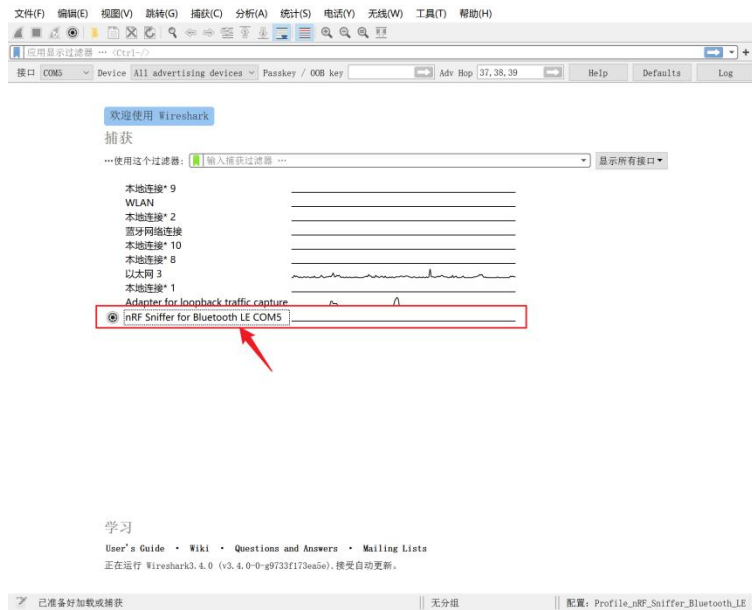 文件(F) 编辑(E) 视图(V) 跳转(G) 捕获(C) 分析(A) 统计(S) 电话(Y) 无线(W) 工具(T) 帮助(H)
应用显示过滤器 … <Ctrl-/>
+
接口 COM5 Device All advertising devices Passkey / OOB key Adv Hop 37,38,39 Help Defaults Log
欢迎使用 Wireshark
捕获
…使用这个过滤器: 输入捕获过滤器 … 显示所有接口
本地连接* 9
WLAN
本地连接* 2
蓝牙网络连接
本地连接* 10
本地连接* 8
以太网 3
本地连接* 1
Adapter for loopback traffic capture
nRF Sniffer for Bluetooth LE COM5
学习
User's Guide · Wiki · Questions and Answers · Mailing Lists
正在运行 Wireshark3.4.0 (v3.4.0-0-g9733f173ea5e).接受自动更新。
已准备好加载或捕获 无分组 配置: Profile_nRF_Sniffer_Bluetooth_LE